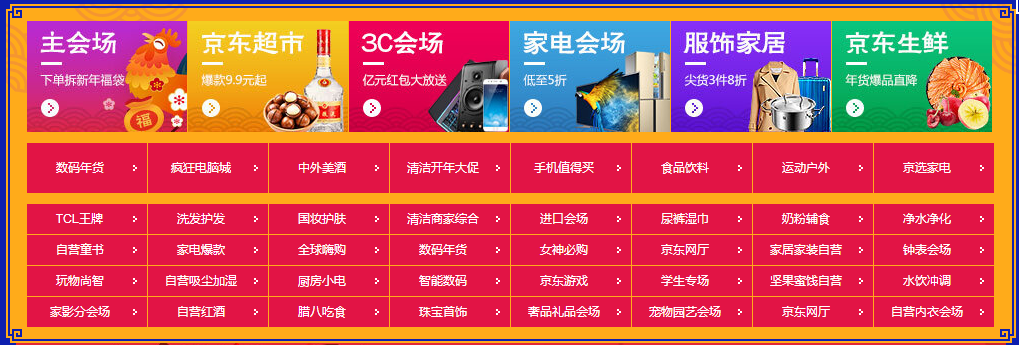 主会场 京东超市 3C会场 家电会场 服饰家居 京东生鲜
下单拆新年福袋 爆款9.9元起 亿元红包大放送 低至5折 尖货3件8折 年货爆品直降
福
数码年货 疯狂电脑城 中外美酒 清洁开年大促 手机值得买 食品饮料 运动户外 京选家电
TCL王牌 洗发护发 国妆护肤 清洁商家综合 进口会场 尿裤湿巾 奶粉辅食 净水净化
自营童书 家电爆款 全球嗨购 数码年货 女神必购 京东网厅 家居家装自营 钟表会场
玩物尚智 自营吸尘加湿 厨房小电 智能数码 京东游戏 学生专场 坚果蜜饯自营 水饮冲调
家影分会场 自营红酒 腊八吃食 珠宝首饰 奢品礼品会场 宠物园艺会场 京东网厅 自营内衣会场